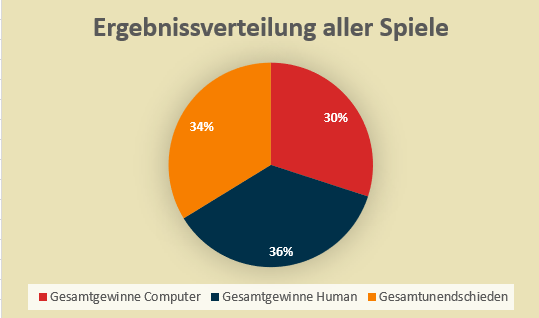 Ergebnissverteilung aller Spiele
30%
34%
36%
Gesamtgewinne Computer Gesamtgewinne Human Gesamtunendschieden